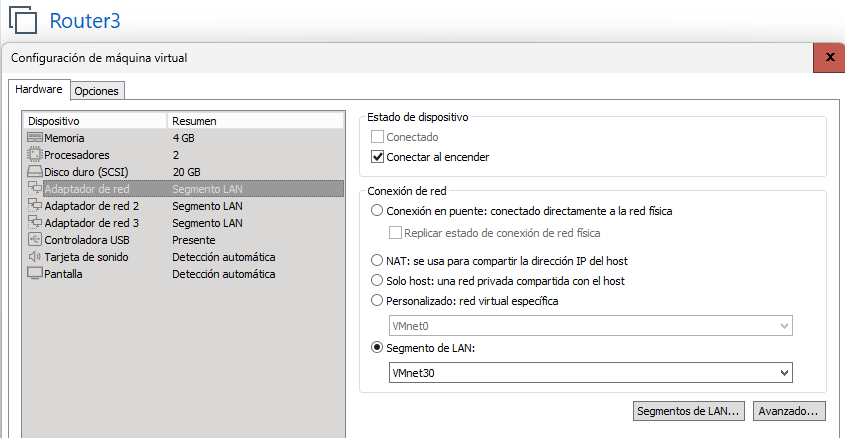 Router3
Configuración de máquina virtual
x
Hardware Opciones
Dispositivo Resumen
Memoria 4 GB
Procesadores 2
Disco duro (SCSI) 20 GB
Adaptador de red Segmento LAN
Adaptador de red 2 Segmento LAN
Adaptador de red 3 Segmento LAN
Controladora USB Presente
Tarjeta de sonido Detección automática
Pantalla Detección automática
Estado de dispositivo
Conectado
Conectar al encender
Conexión de red
Conexión en puente: conectado directamente a la red física
Replicar estado de conexión de red física
NAT: se usa para compartir la dirección IP del host
Solo host: una red privada compartida con el host
Personalizado: red virtual específica
VMnet0
Segmento de LAN:
VMnet30
Segmentos de LAN... Avanzado...